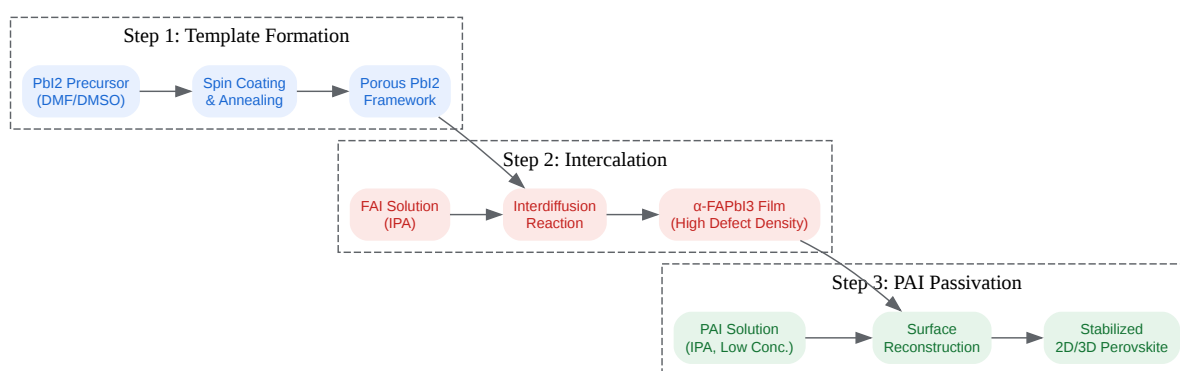 Step 1: Template Formation
PbI2 Precursor
(DMF/DMSO)
Spin Coating
& Annealing
Porous PbI2
Framework
Step 2: Intercalation
FAI Solution
(IPA)
Interdiffusion
Reaction
α-FAPbI3 Film
(High Defect Density)
Step 3: PAI Passivation
PAI Solution
(IPA, Low Conc.)
Surface
Reconstruction
Stabilized
2D/3D Perovskite